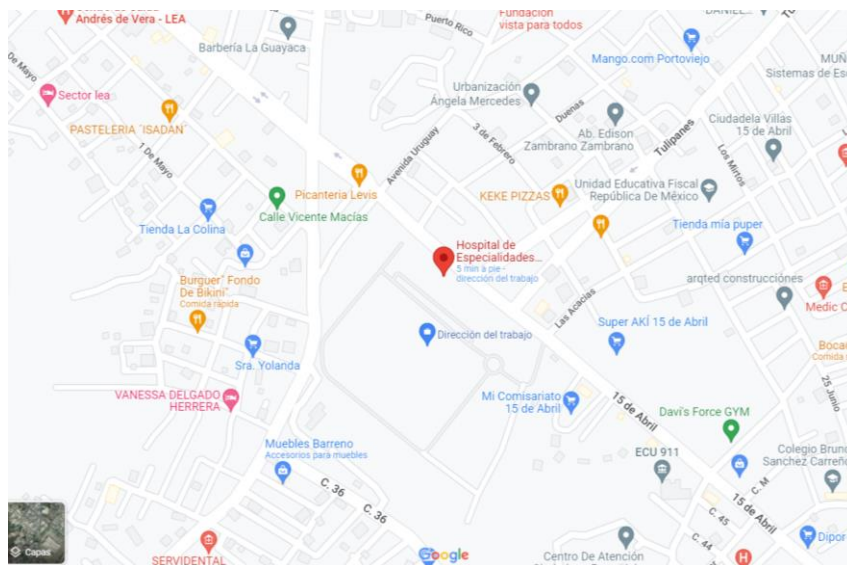 Andrés de Vera - LEA
Barbería La Guayaca
Puerto Rico
Fundación
vista para todos
Mango.com Portoviejo
Sistemas de Es
De Mayo
Sector lea
PASTELERIA "ISADAN"
1 De Mayo
Urbanización
Ángela Mercedes
Duenas
Ab. Edison
Zambrano Zambrano
Ciudadela Villas
15 de Abril
Tulipanes
Los Mirtos
3 de Febrero
Avenida Uruguay
Picanteria Levis
Calle Vicente Macías
Tienda La Colina
KEKE PIZZAS
Unidad Educativa Fiscal
República De México
Tienda mía puper
Hospital de
Especialidades...
5 min a pie -
dirección del trabajo
Burguer" Fondo
De Bikini"
Comida rápida
arqted construcciónes
Medic C
Las Acacias
Super AKÍ 15 de Abril
Dirección del trabajo
Sra. Yolanda
VANESSA DELGADO
HERRERA
Mi Comisariato
15 de Abril
15 de Abril
Boca
Comida
25 Junio
Davi's Force GYM
Muebles Barreno
Accesorios para muebles
ECU 911
Colegio Brun
Sanchez Carreñ
C. 36
C. 36
C. M
15 de Abril
C. 45
C. 44
Capas
SERVIDENTAL
Google
Centro De Atención
Dipor